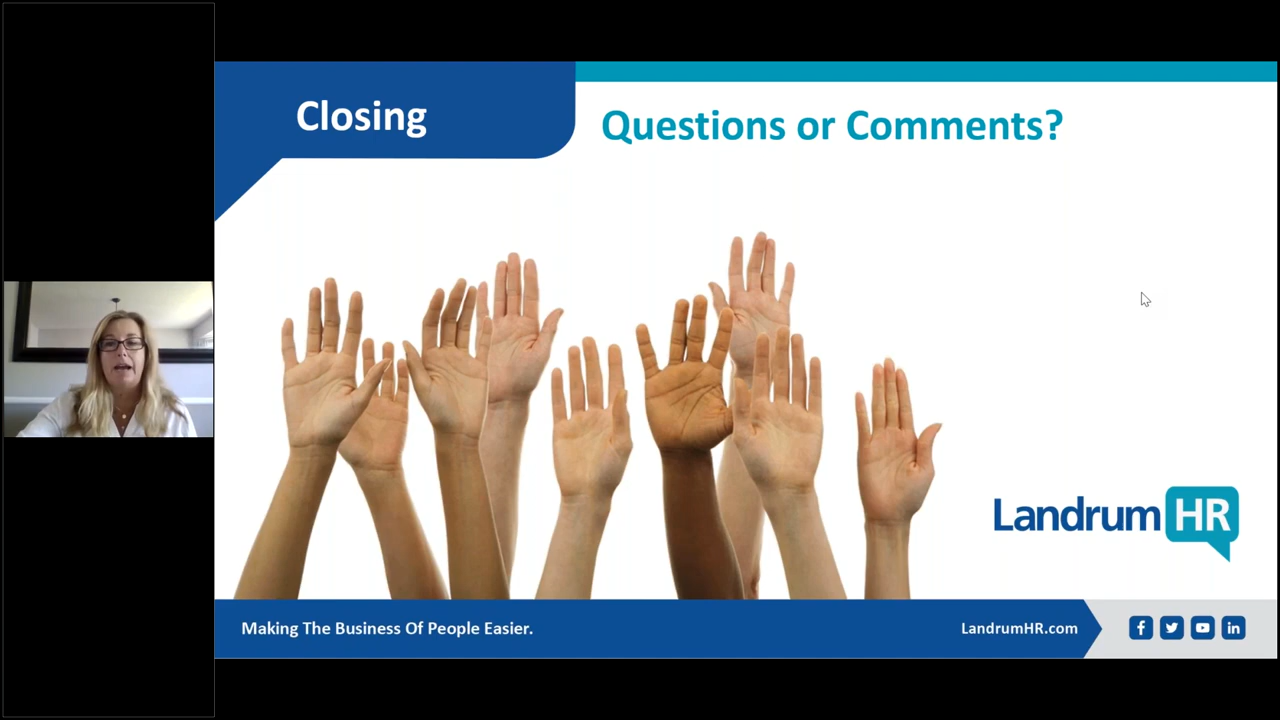 Closing
Questions or Comments?
LandrumHR
Making The Business Of People Easier.
LandrumHR.com